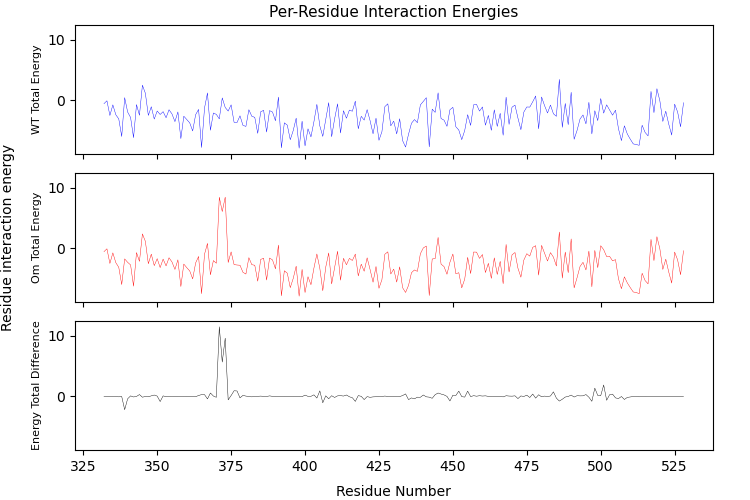 Per-Residue Interaction Energies
Residue interaction energy
WT Total Energy
10
0
Om Total Energy
10
0
Energy Total Difference
10
0
325 350 375 400 425 450 475 500 525
Residue Number